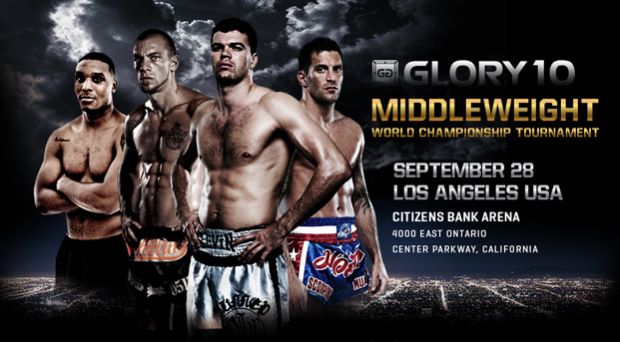 GLORY 10
MIDDLEWEIGHT
WORLD CHAMPIONSHIP TOURNAMENT
SEPTEMBER 28
LOS ANGELES USA
CITIZENS BANK ARENA
4000 EAST ONTARIO
CENTER PARKWAY, CALIFORNIA